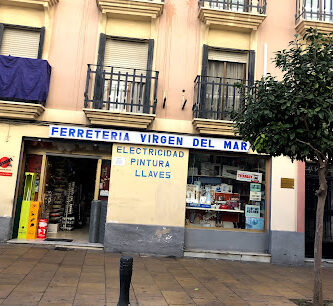 FERRETERIA VIRGEN DEL MAR
ELECTRICIDAD
PINTURA
LLAVES